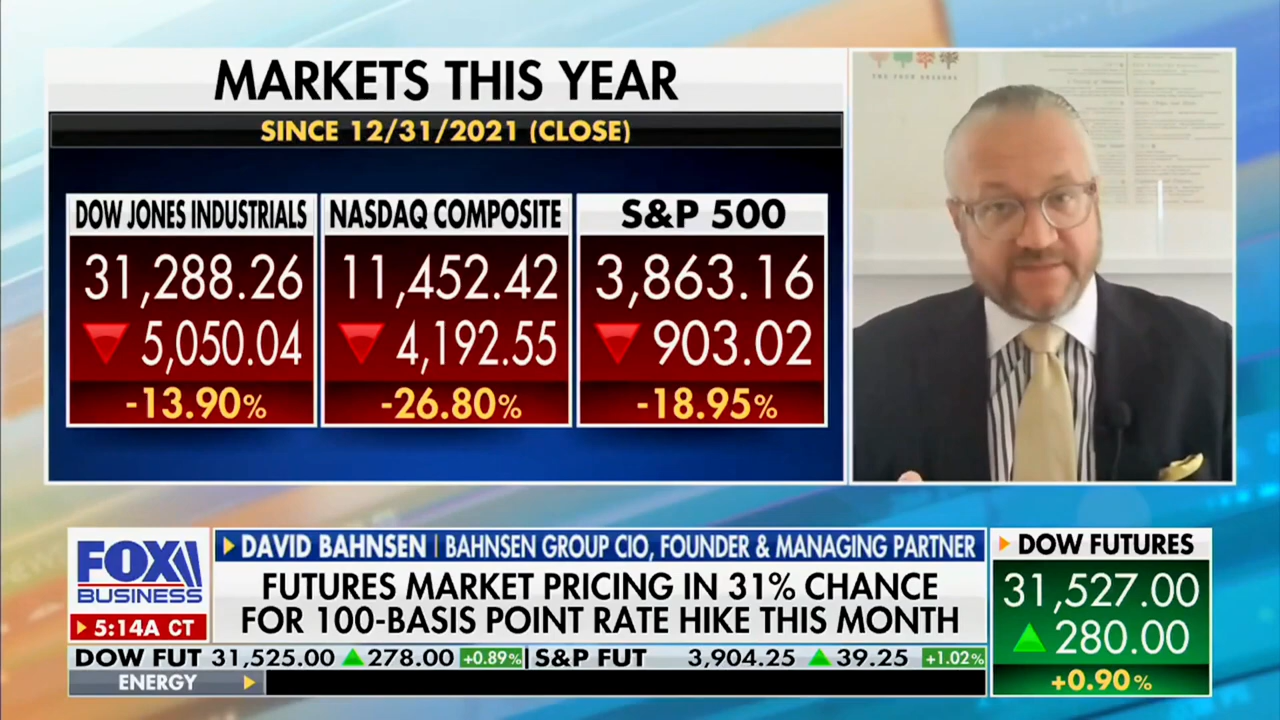 MARKETS THIS YEAR
SINCE 12/31/2021 (CLOSE)
DOW JONES INDUSTRIALS
31,288.26
5,050.04
-13.90%
NASDAQ COMPOSITE
11,452.42
4,192.55
-26.80%
S&P 500
3,863.16
903.02
-18.95%
THE FOUR SEASONS
FOX
BUSINESS
5:14A CT
DAVID BAHNSEN | BAHNSEN GROUP CIO, FOUNDER & MANAGING PARTNER
FUTURES MARKET PRICING IN 31% CHANCE
FOR 100-BASIS POINT RATE HIKE THIS MONTH
DOW FUTURES
31,527.00
280.00
+0.90%
DOW FUT 31,525.00 278.00 +0.89% S&P FUT 3,904.25 39.25 +1.02%
ENERGY